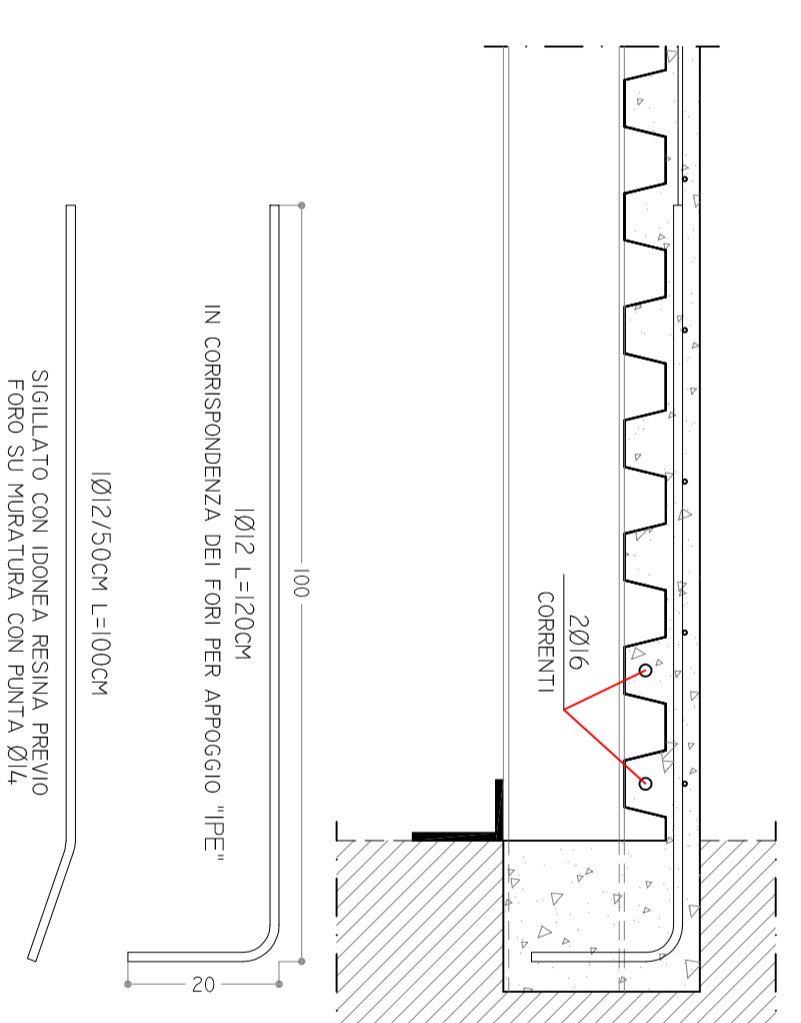 2Ø16
CORRENTI
100
1Ø12 L=120CM
IN CORRISPONDENZA DEI FORI PER APPOGGIO "IPE"
20
1Ø12/50CM L=100CM
SIGILLATO CON IDONEA RESINA PREVIO
FORO SU MURATURA CON PUNTA Ø14